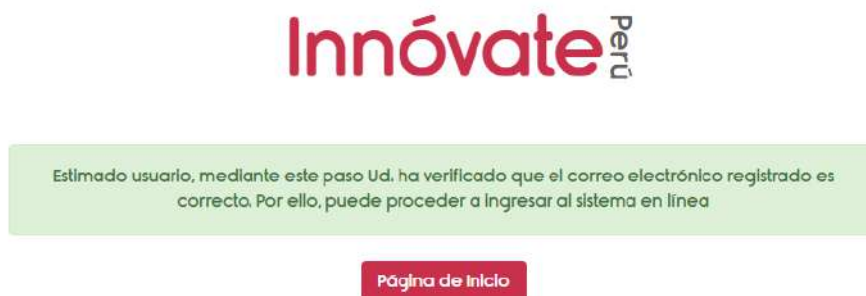 Innóvate Perú
Estimado usuario, mediante este paso Ud. ha verificado que el correo electrónico registrado es
correcto. Por ello, puede proceder a ingresar al sistema en línea
Página de Inicio